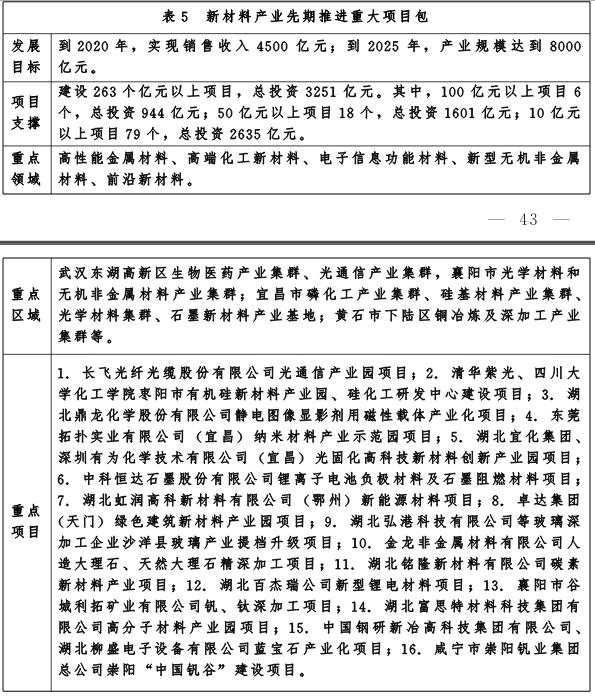 表 5 新材料产业先期推进重大项目包
发展
目标
到 2020 年，实现销售收入 4500 亿元；到 2025 年，产业规模达到 8000
亿元。
项目
支撑
建设 263 个亿元以上项目，总投资 3251 亿元。其中，100 亿元以上项目 6
个，总投资 944 亿元；50 亿元以上项目 18 个，总投资 1601 亿元；10 亿元
以上项目 79 个，总投资 2635 亿元。
重点
领域
高性能金属材料、高端化工新材料、电子信息功能材料、新型无机非金属
材料、前沿新材料。
— 43 —
重点
区域
武汉东湖高新区生物医药产业集群、光通信产业集群，襄阳市光学材料和
无机非金属材料产业集群；宜昌市磷化工产业集群、硅基材料产业集群、
光学材料集群、石墨新材料产业基地；黄石市下陆区铜冶炼及深加工产业
集群等。
重点
项目
1. 长飞光纤光缆股份有限公司光通信产业园项目；2. 清华紫光、四川大
学化工学院枣阳市有机硅新材料产业园、硅化工研发中心建设项目；3. 湖
北鼎龙化学股份有限公司静电图像显影剂用磁性载体产业化项目；4. 东莞
拓扑实业有限公司（宜昌）纳米材料产业示范园项目；5. 湖北宜化集团、
深圳有为化学技术有限公司（宜昌）光固化高科技新材料创新产业园项目；
6. 中科恒达石墨股份有限公司锂离子电池负极材料及石墨阻燃材料项目；
7. 湖北虹润高科新材料有限公司（鄂州）新能源材料项目；8. 卓达集团
(天门）绿色建筑新材料产业园项目；9. 湖北弘港科技有限公司等玻璃深
加工企业沙洋县玻璃产业提档升级项目；10. 金龙非金属材料有限公司人
造大理石、天然大理石精深加工项目；11. 湖北铭隆新材料有限公司碳素
新材料产业项目；12. 湖北百杰瑞公司新型锂电材料项目；13. 襄阳市谷
城利拓矿业有限公司钒、钛深加工项目；14. 湖北富思特材料科技集团有
限公司高分子材料产业园项目；15. 中国钢研新冶高科技集团有限公司、
湖北柳盛电子设备有限公司蓝宝石产业化项目；16. 咸宁市崇阳钒业集团
总公司崇阳“中国钒谷”建设项目。